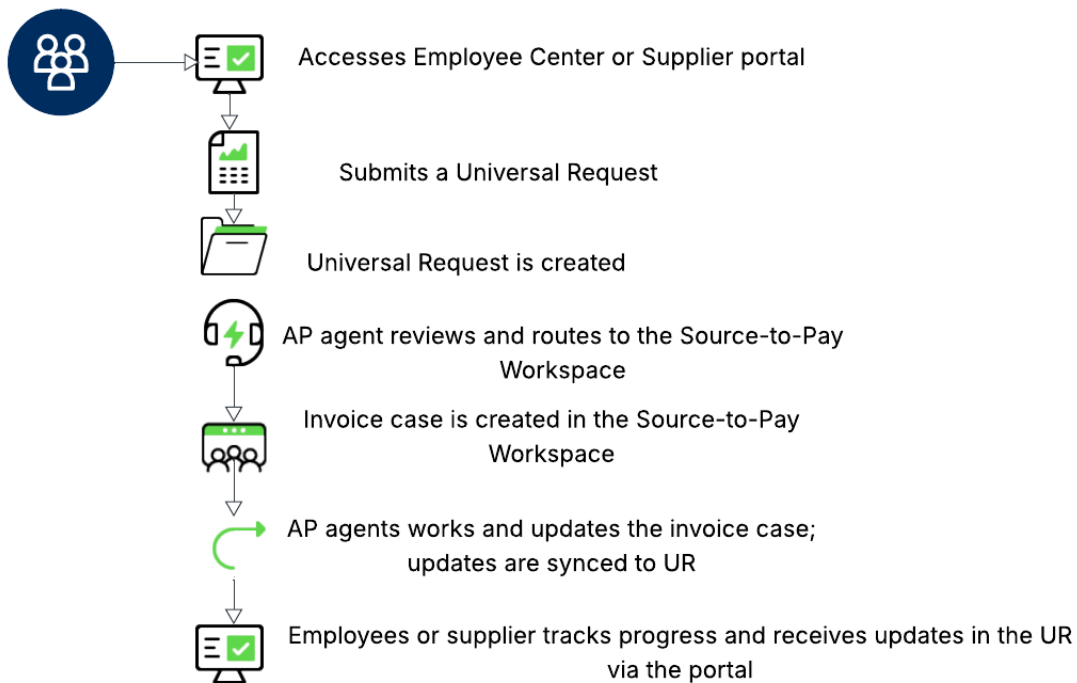 Accesses Employee Center or Supplier portal
Submits a Universal Request
Universal Request is created
AP agent reviews and routes to the Source-to-Pay
Workspace
Invoice case is created in the Source-to-Pay
Workspace
AP agents works and updates the invoice case;
updates are synced to UR
Employees or supplier tracks progress and receives updates in the UR
via the portal